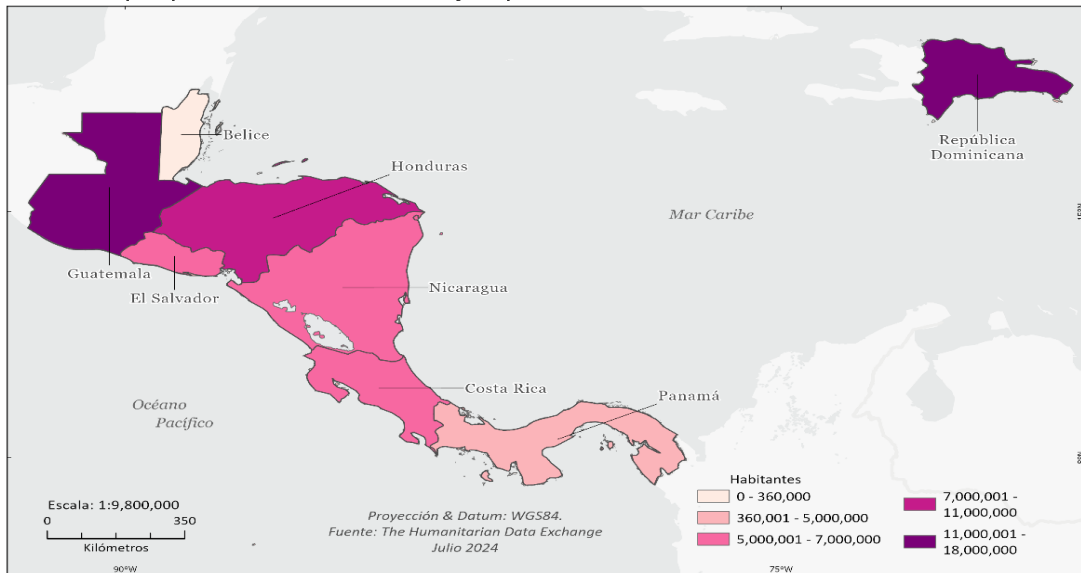 Belice
Honduras
República
Dominicana
Mar Caribe
15°N
Guatemala
El Salvador
Nicaragua
Costa Rica
Panamá
Océano
Pacífico
Escala: 1:9,800,000
0 350
Kilómetros
Proyección & Datum: WGS84.
Fuente: The Humanitarian Data Exchange
Julio 2024
Habitantes
0 - 360,000
360,001 - 5,000,000
5,000,001 - 7,000,000
7,000,001 -
11,000,000
11,000,001 -
18,000,000
90°W
75°W